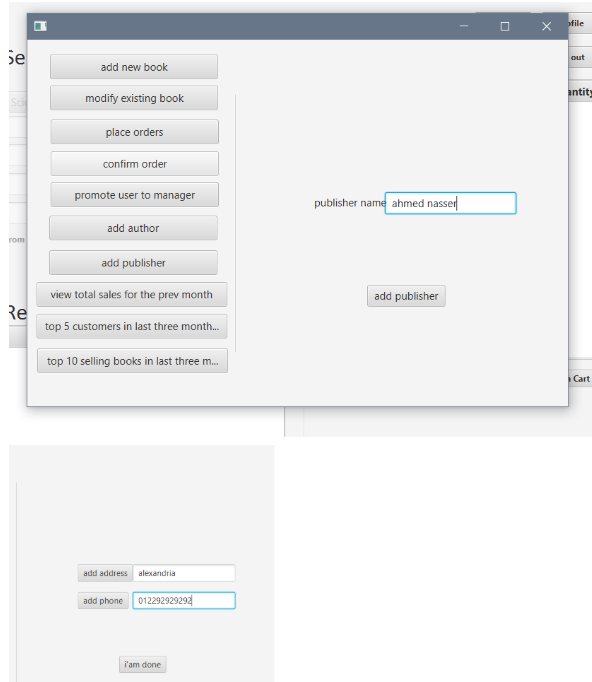 ofile
out
Se
antity
Scie
rom
Re
n Cart
add new book
modify existing book
place orders
confirm order
promote user to manager
add author
add publisher
view total sales for the prev month
top 5 customers in last three month...
top 10 selling books in last three m...
publisher name ahmed nasser
add publisher
add address alexandria
add phone 012292929292
i'am done